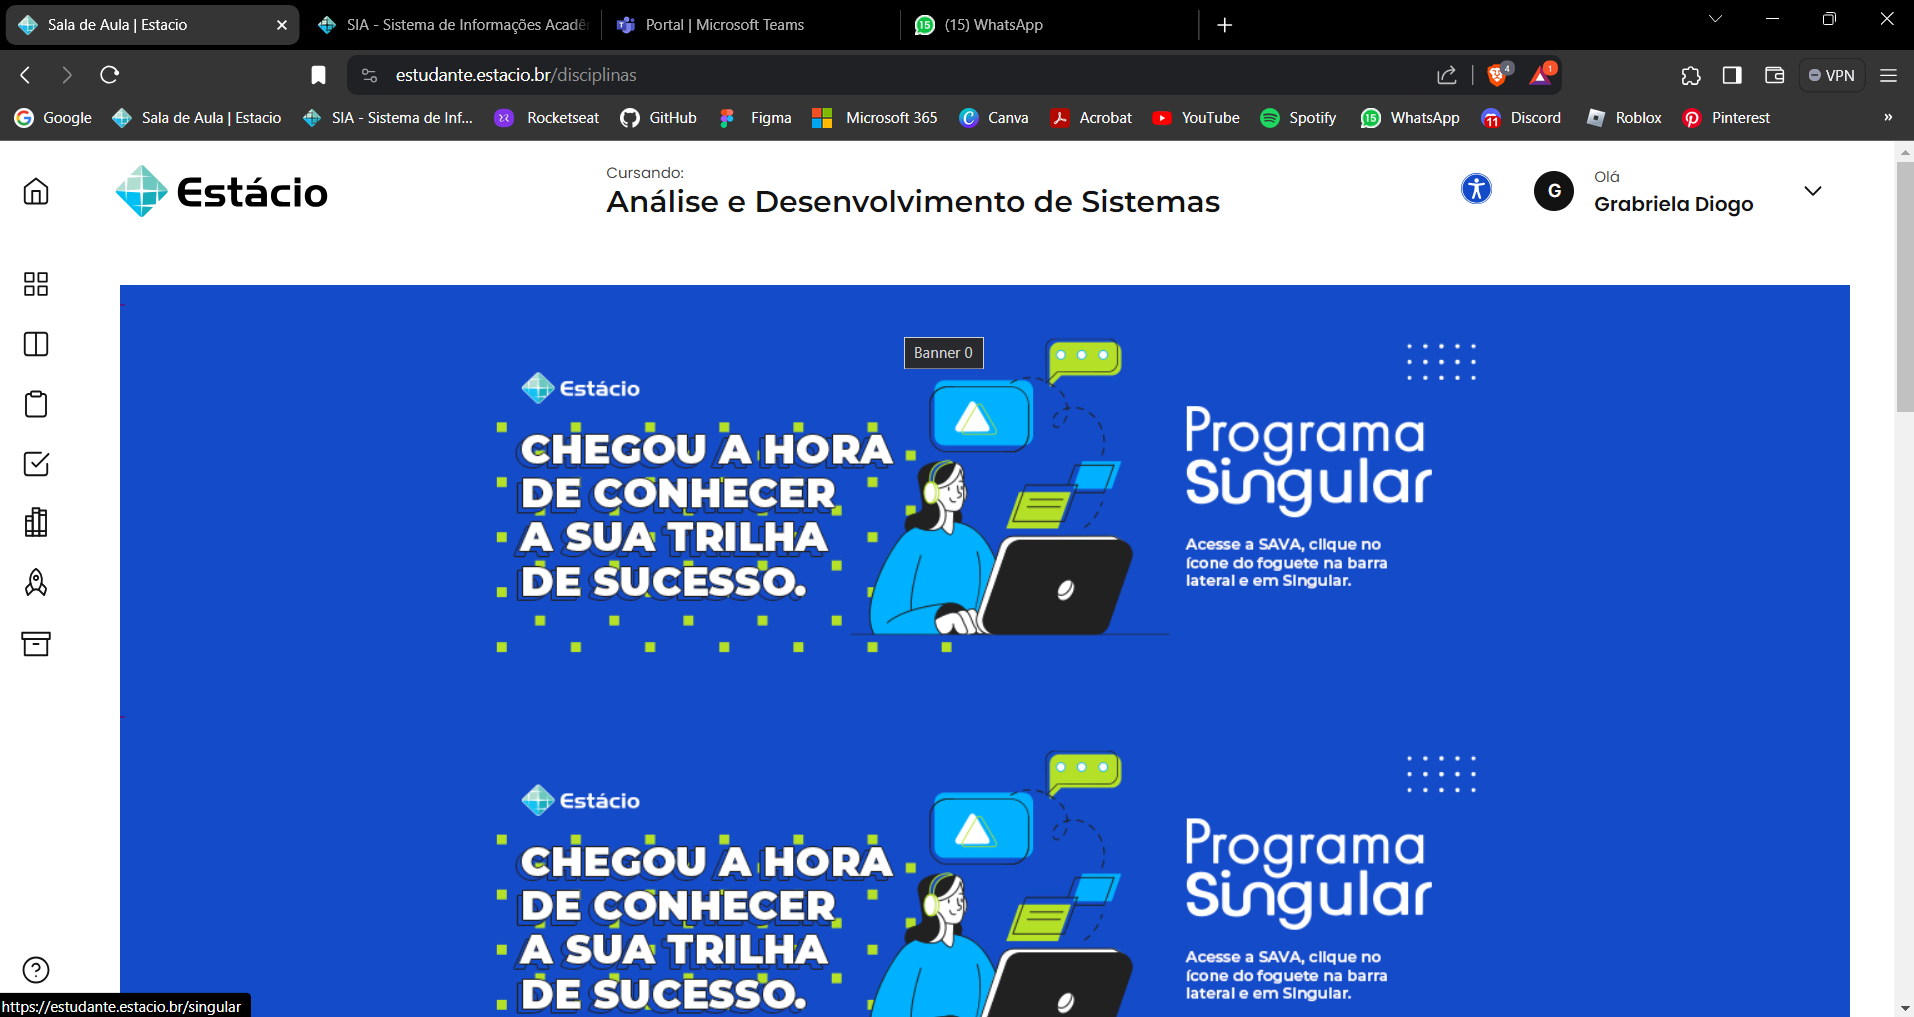 Sala de Aula | Estacio
SIA - Sistema de Informações Acadê
Portal | Microsoft Teams
15
(15) WhatsApp
estudante.estacio.br/disciplinas
4
1
VPN
Google
Sala de Aula | Estacio
SIA - Sistema de Inf...
Rocketseat
GitHub
Figma
Microsoft 365
Canva
Acrobat
YouTube
Spotify
15
WhatsApp
11
Discord
Roblox
Pinterest
»
Estácio
Cursando:
Análise e Desenvolvimento de Sistemas
G
Olá
Grabriela Diogo
Banner 0
Estácio
CHEGOU A HORA
DE CONHECER
A SUA TRILHA
DE SUCESSO.
Programa
Singular
Acesse a SAVA, clique no
ícone do foguete na barra
lateral e em Singular.
Estácio
CHEGOU A HORA
DE CONHECER
A SUA TRILHA
DE SUCESSO.
Programa
Singular
Acesse a SAVA, clique no
ícone do foguete na barra
lateral e em Singular.
https://estudante.estacio.br/singular